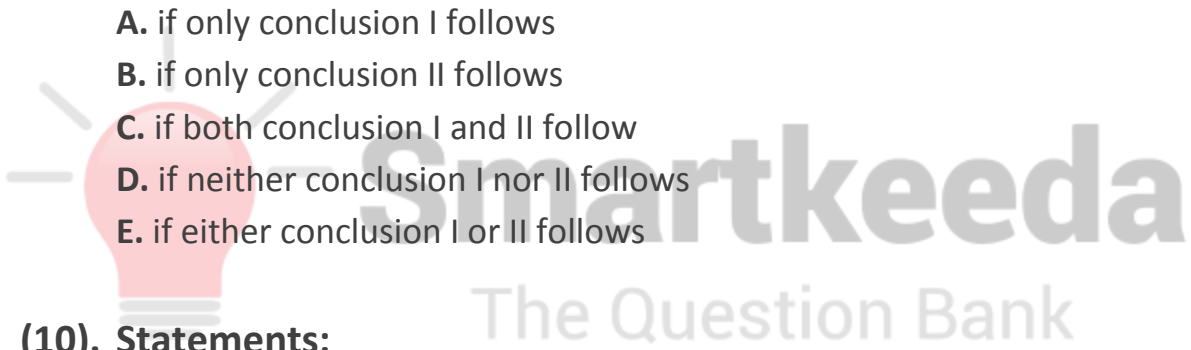 A. if only conclusion I follows
B. if only conclusion II follows
C. if both conclusion I and II follow
D. if neither conclusion I nor II follows
E. if either conclusion I or II follows
Smartkeeda
The Question Bank
(10). Statements: